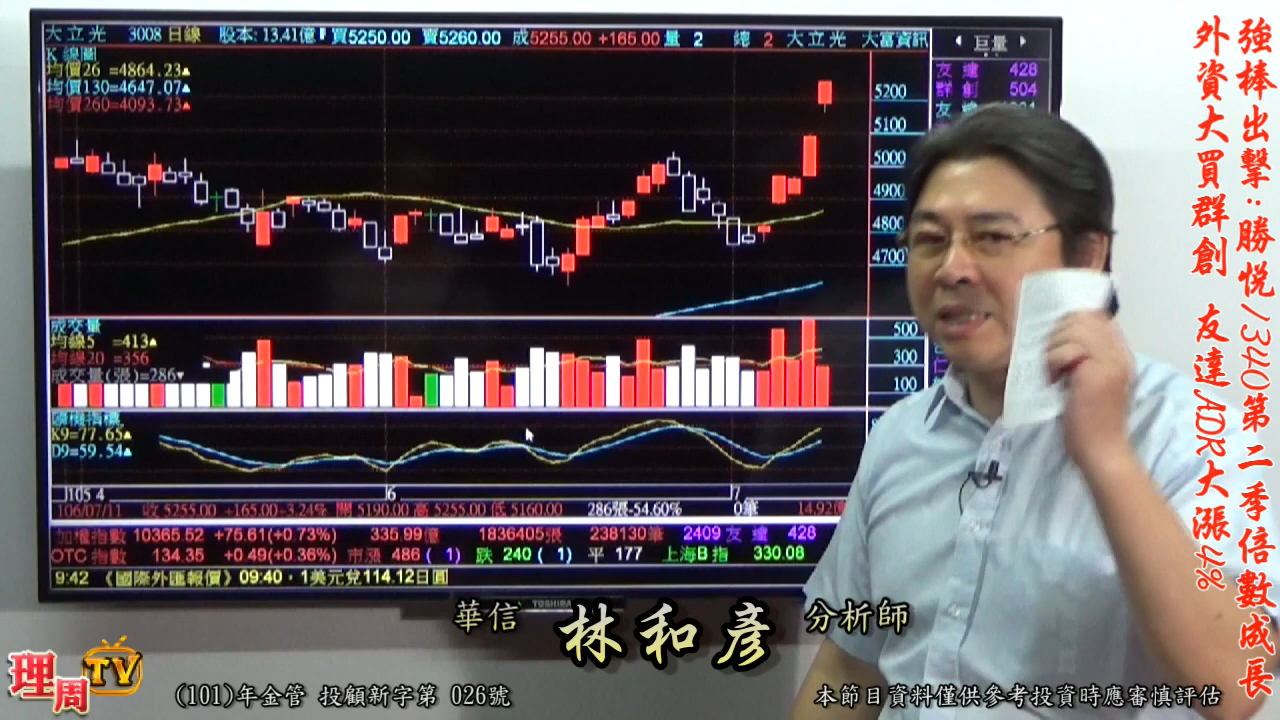 大立光 3008 日線 股本: 13.41億 買5250.00 賣5260.00 成5255.00 +165.00 量 2 總 2 大立光 大富資訊
K 線圖
均價26 =4864.23▲
均價130=4647.07▲
均價260=4093.73▲
5200
5100
5000
4900
4800
4700
巨量
友達 428
群創 504
成交量
均線5 =413▲
均線20 =356
成交量(張)=286▼
500
300
100
隨機指標
K9=77.65▲
D9=59.54▲
105 4
6
7
106/07/11 收 5255.00 +165.00 +3.24% 開 5190.00 高 5255.00 低 5160.00 286張 -54.60% 0筆 14.92億
加權指數 10365.52 +75.61(+0.73%) 335.99億 1836405張 238130筆 2409 友 達 428
OTC 指數 134.35 +0.49(+0.36%) 市漲 486( 1) 跌 240( 1) 平 177 上海B指 330.08
9:42 《國際外匯報價》09:40，1美元兌114.12日圓
TOSHIBA
華信 林和彥 分析師
理周TV
(101)年金管 投顧新字第 026號
本節目資料僅供參考投資時應審慎評估
強棒出擊:勝悅/1340第二季倍數成長
外資大買群創 友達ADR大漲4%